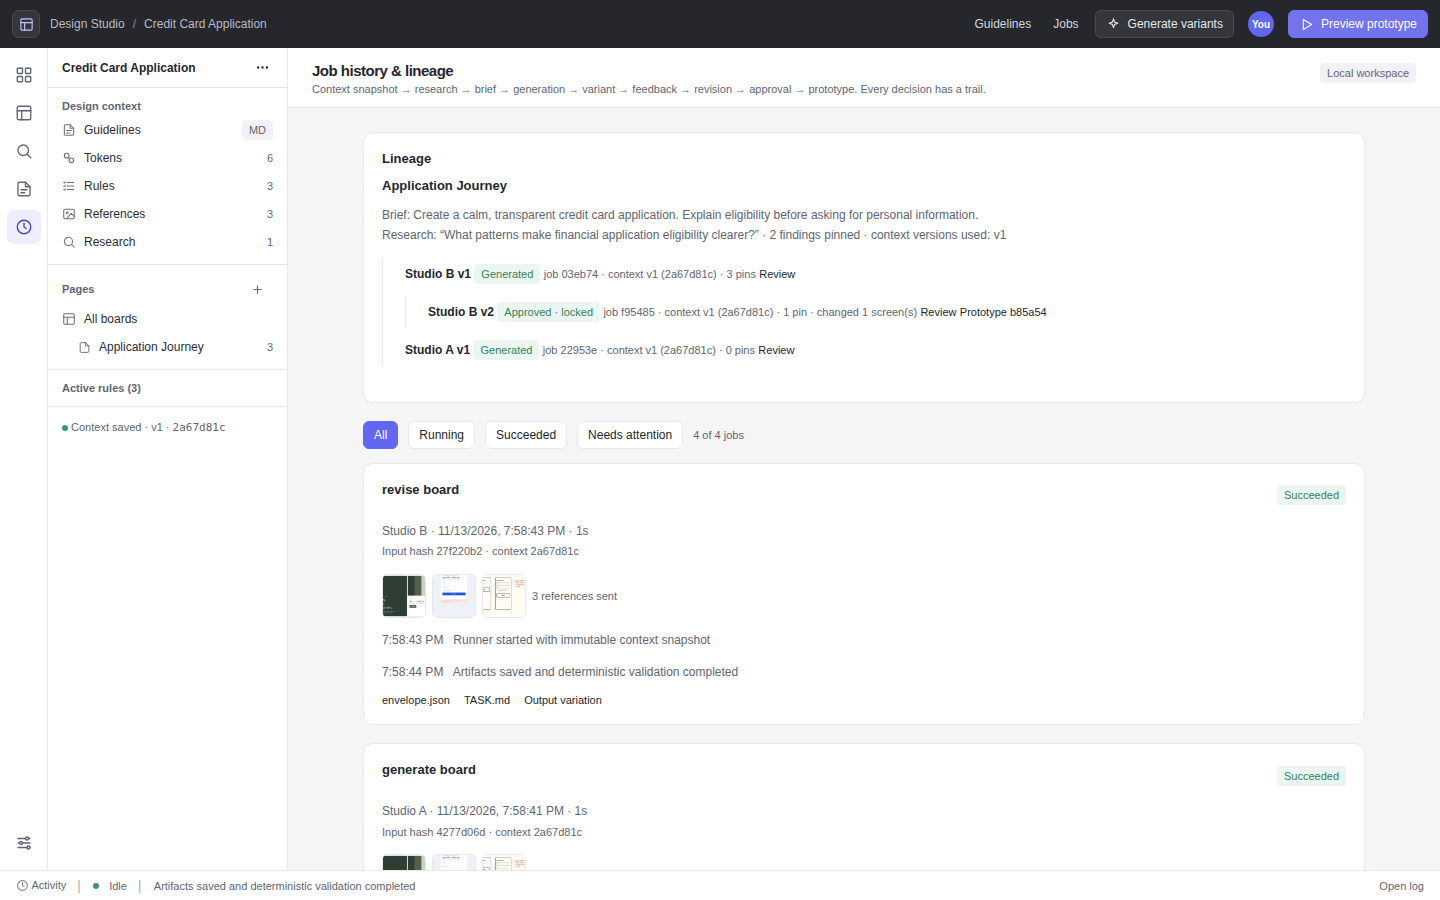 Design Studio / Credit Card Application
Guidelines
Jobs
Generate variants
You
Preview prototype
Credit Card Application
Design context
Guidelines MD
Tokens 6
Rules 3
References 3
Research 1
Pages
All boards
Application Journey 3
Active rules (3)
Context saved · v1 · 2a67d81c
Job history & lineage
Context snapshot → research → brief → generation → variant → feedback → revision → approval → prototype. Every decision has a trail.
Local workspace
Lineage
Application Journey
Brief: Create a calm, transparent credit card application. Explain eligibility before asking for personal information.
Research: “What patterns make financial application eligibility clearer?” · 2 findings pinned · context versions used: v1
Studio B v1 Generated job 03eb74 · context v1 (2a67d81c) · 3 pins Review
Studio B v2 Approved · locked job f95485 · context v1 (2a67d81c) · 1 pin · changed 1 screen(s) Review Prototype b85a54
Studio A v1 Generated job 22953e · context v1 (2a67d81c) · 0 pins Review
All Running Succeeded Needs attention 4 of 4 jobs
revise board
Succeeded
Studio B · 11/13/2026, 7:58:43 PM · 1s
Input hash 27f220b2 · context 2a67d81c
3 references sent
7:58:43 PM Runner started with immutable context snapshot
7:58:44 PM Artifacts saved and deterministic validation completed
envelope.json TASK.md Output variation
generate board
Succeeded
Studio A · 11/13/2026, 7:58:41 PM · 1s
Input hash 4277d06d · context 2a67d81c
Activity | Idle | Artifacts saved and deterministic validation completed
Open log